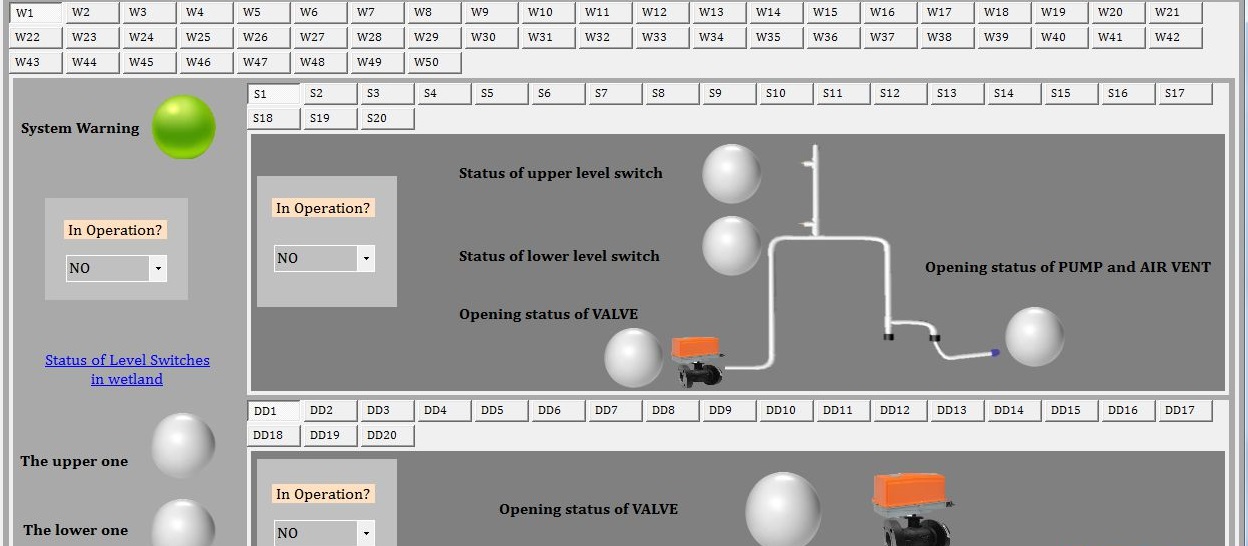 W1 W2 W3 W4 W5 W6 W7 W8 W9 W10 W11 W12 W13 W14 W15 W16 W17 W18 W19 W20 W21
W22 W23 W24 W25 W26 W27 W28 W29 W30 W31 W32 W33 W34 W35 W36 W37 W38 W39 W40 W41 W42
W43 W44 W45 W46 W47 W48 W49 W50
System Warning
In Operation?
NO
Status of Level Switches
in wetland
The upper one
The lower one
S1 S2 S3 S4 S5 S6 S7 S8 S9 S10 S11 S12 S13 S14 S15 S16 S17
S18 S19 S20
In Operation?
NO
Status of upper level switch
Status of lower level switch
Opening status of VALVE
Opening status of PUMP and AIR VENT
DD1 DD2 DD3 DD4 DD5 DD6 DD7 DD8 DD9 DD10 DD11 DD12 DD13 DD14 DD15 DD16 DD17
DD18 DD19 DD20
In Operation?
NO
Opening status of VALVE